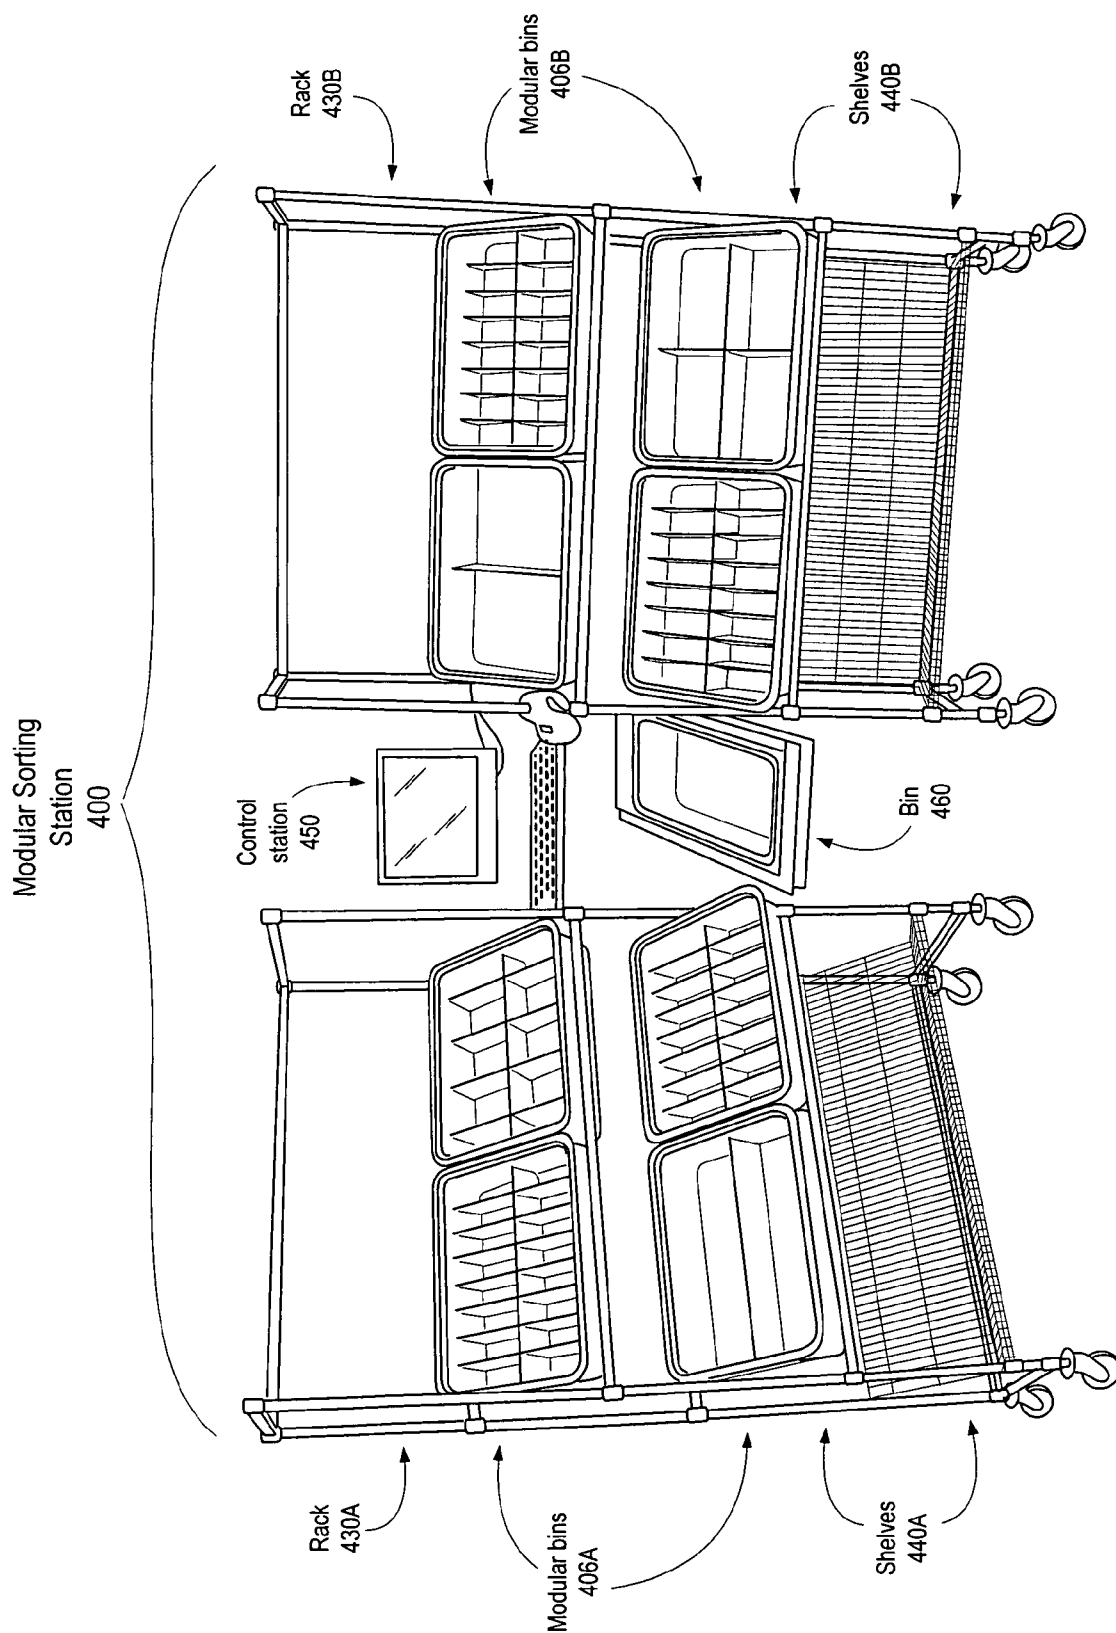 Modular Sorting
Station
400
Rack
430A
Modular bins
406A
Shelves
440A
Control
station
450
Bin
460
Rack
430B
Modular bins
406B
Shelves
440B